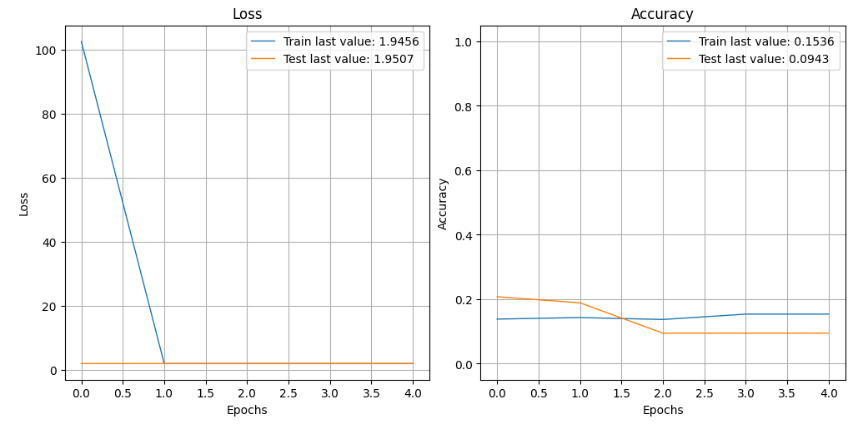 Loss
Train last value: 1.9456
Test last value: 1.9507
100
80
60
40
20
0
Loss
0.0 0.5 1.0 1.5 2.0 2.5 3.0 3.5 4.0
Epochs
Accuracy
Train last value: 0.1536
Test last value: 0.0943
1.0
0.8
0.6
0.4
0.2
0.0
Accuracy
0.0 0.5 1.0 1.5 2.0 2.5 3.0 3.5 4.0
Epochs